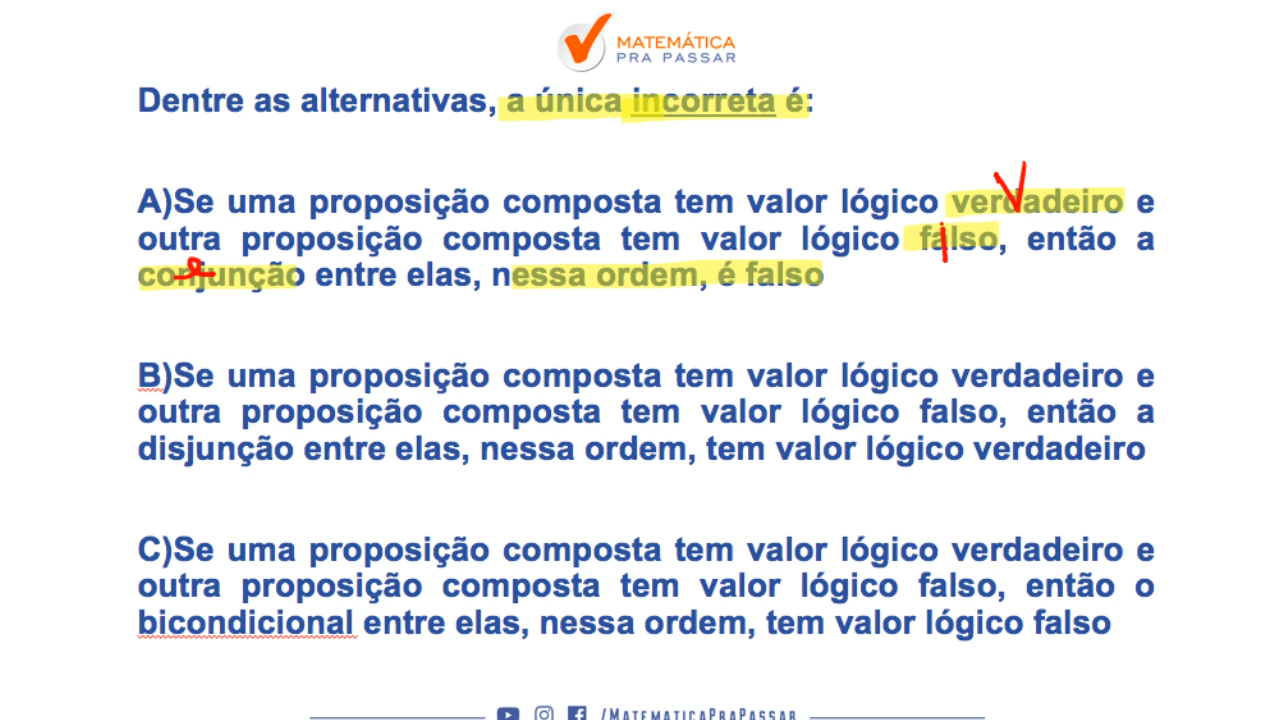 MATEMÁTICA
PRA PASSAR
Dentre as alternativas, a única incorreta é:
V
A)Se uma proposição composta tem valor lógico verdadeiro e
outra proposição composta tem valor lógico falso, então a
e
conjunção entre elas, nessa ordem, é falso
B)Se uma proposição composta tem valor lógico verdadeiro e
outra proposição composta tem valor lógico falso, então a
disjunção entre elas, nessa ordem, tem valor lógico verdadeiro
C)Se uma proposição composta tem valor lógico verdadeiro e
outra proposição composta tem valor lógico falso, então o
bicondicional entre elas, nessa ordem, tem valor lógico falso
/MATEMATICAPRAPASSAR